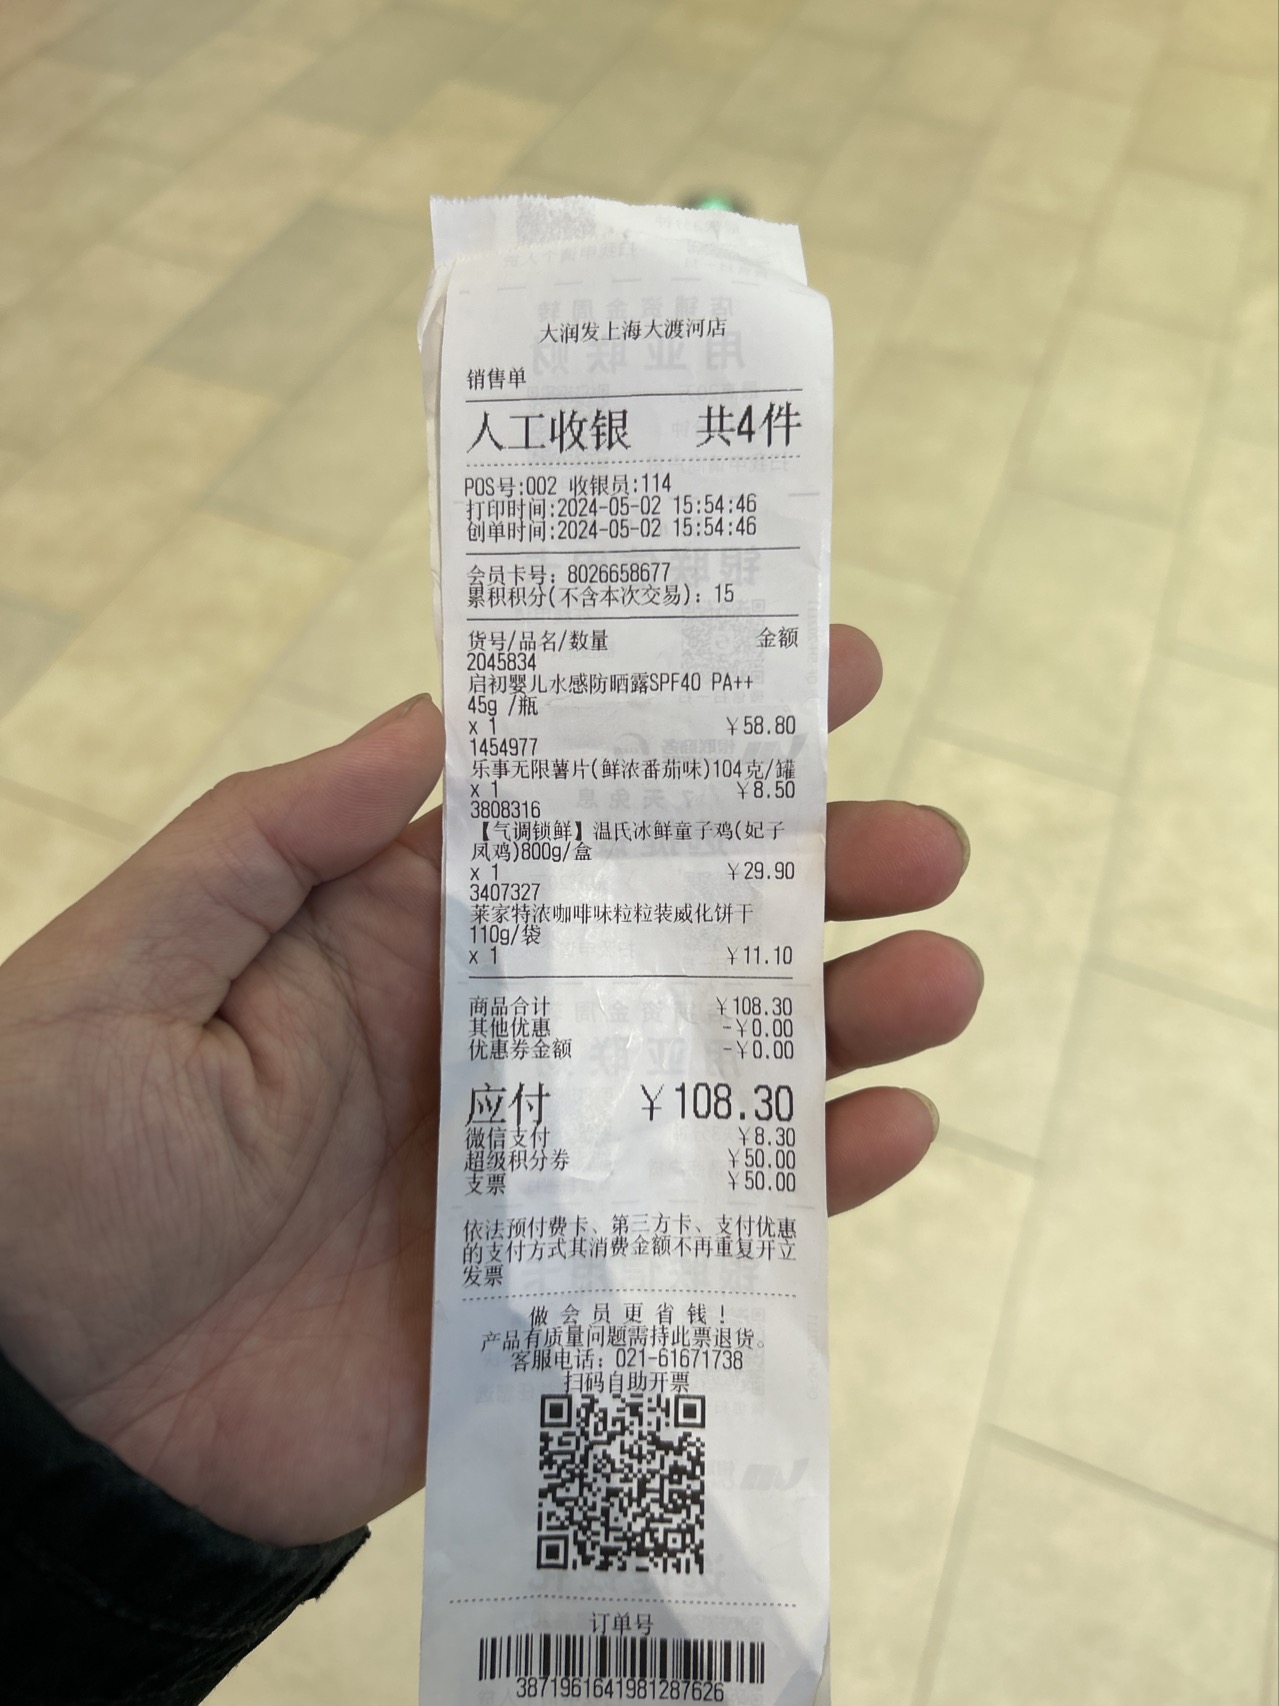 大润发上海大渡河店
销售单
人工收银 共4件
POS号:002 收银员:114
打印时间:2024-05-02 15:54:46
创单时间:2024-05-02 15:54:46
会员卡号: 8026658677
累积积分(不含本次交易): 15
货号/品名/数量 金额
2045834
启初婴儿水感防晒露SPF40 PA++
45g /瓶
x 1 ￥58.80
1454977
乐事无限薯片(鲜浓番茄味)104克/罐
x 1 ￥8.50
3808316
【气调锁鲜】温氏冰鲜童子鸡(妃子
凤鸡)800g/盒
x 1 ￥29.90
3407327
莱家特浓咖啡味粒粒装威化饼干
110g/袋
x 1 ￥11.10
商品合计 ￥108.30
其他优惠 -￥0.00
优惠券金额 -￥0.00
应付 ￥108.30
微信支付 ￥8.30
超级积分券 ￥50.00
支票 ￥50.00
依法预付费卡、第三方卡、支付优惠
的支付方式其消费金额不再重复开立
发票
做会员更省钱!
产品有质量问题需持此票退货。
客服电话: 021-61671738
扫码自助开票
订单号
3871961641981287626